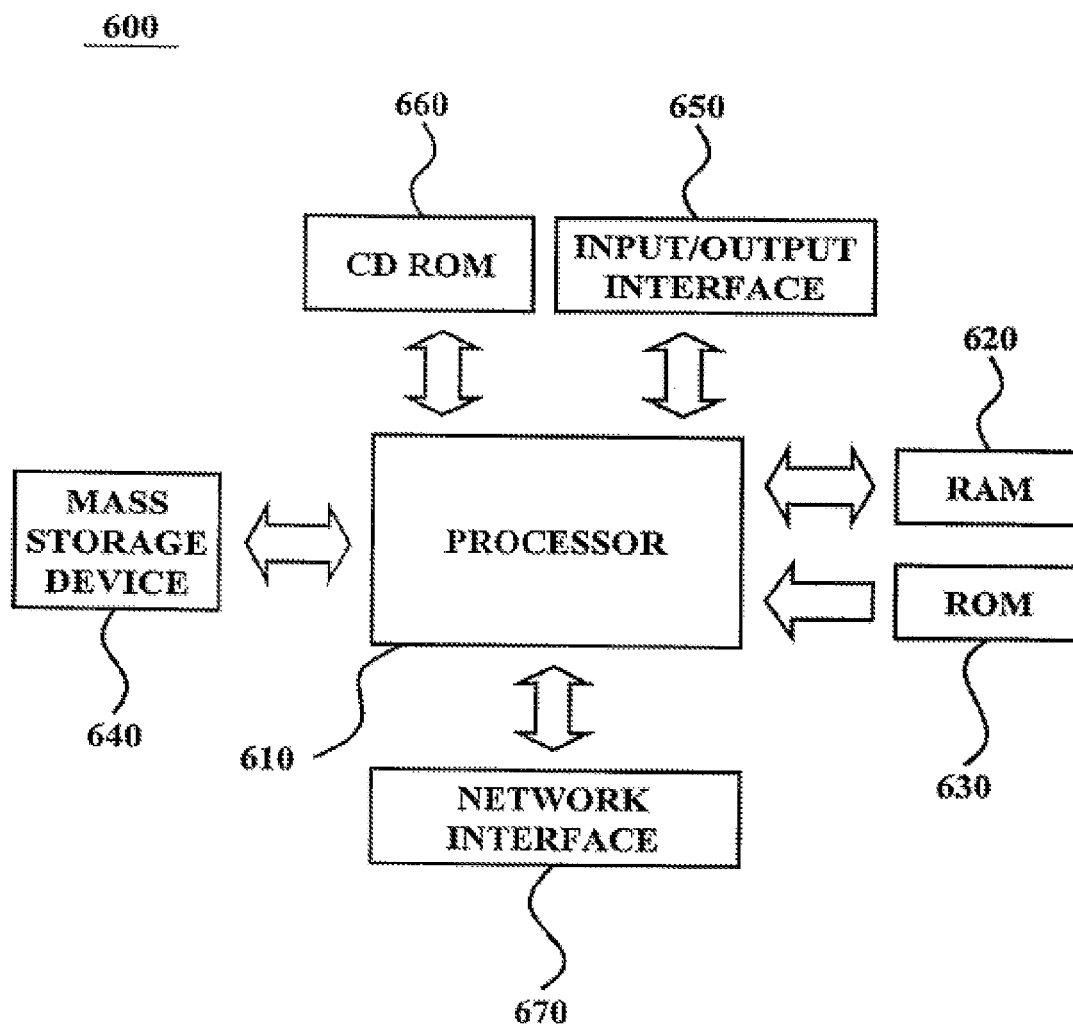 600
660
650
CD ROM
INPUT/OUTPUT
INTERFACE
620
MASS
STORAGE
DEVICE
PROCESSOR
RAM
ROM
640
610
630
NETWORK
INTERFACE
670